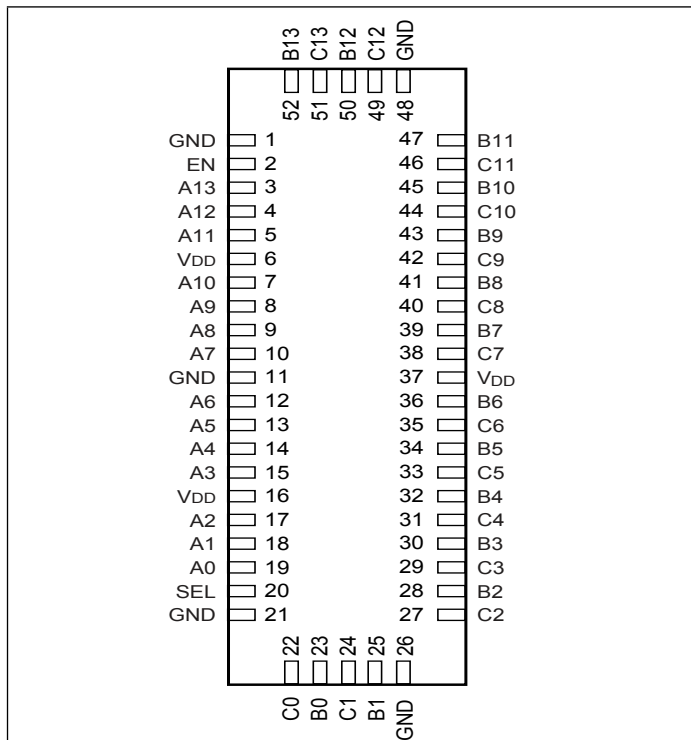 B13 C13 B12 C12 GND
52 51 50 49 48
GND 1 47 B11
EN 2 46 C11
A13 3 45 B10
A12 4 44 C10
A11 5 43 B9
VDD 6 42 C9
A10 7 41 B8
A9 8 40 C8
A8 9 39 B7
A7 10 38 C7
GND 11 37 VDD
A6 12 36 B6
A5 13 35 C6
A4 14 34 B5
A3 15 33 C5
VDD 16 32 B4
A2 17 31 C4
A1 18 30 B3
A0 19 29 C3
SEL 20 28 B2
GND 21 27 C2
22 23 24 25 26
C0 B0 C1 B1 GND